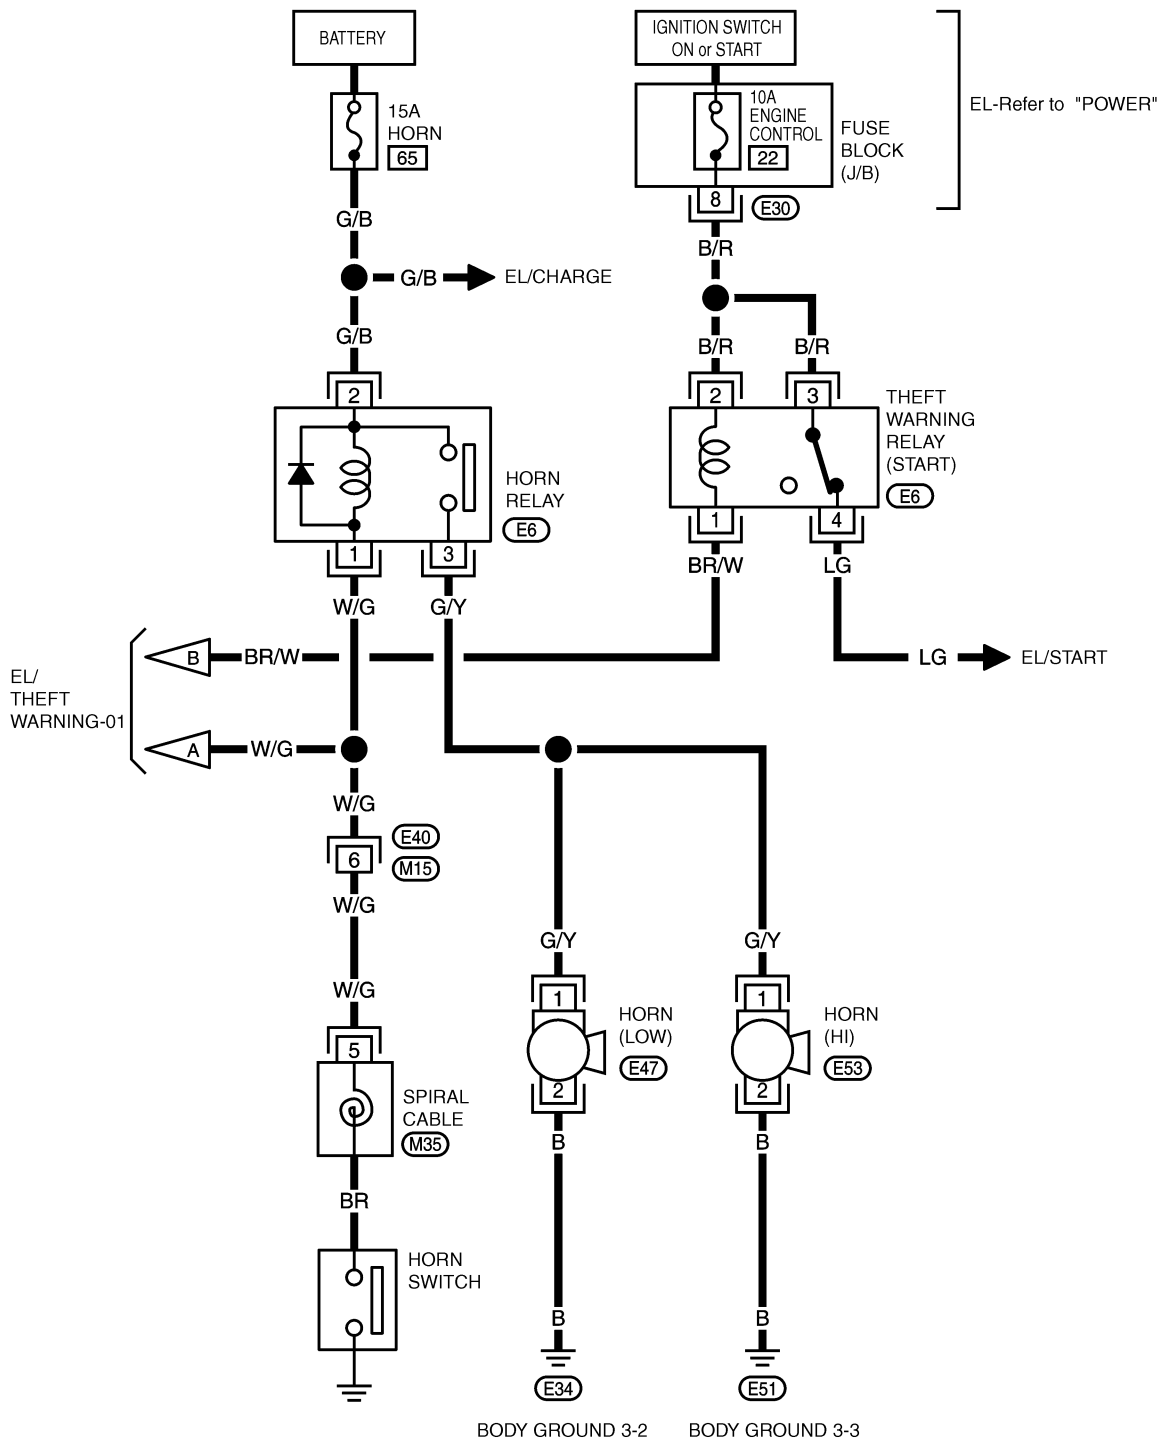 BATTERY
IGNITION SWITCH
ON or START
15A
HORN
65
10A
ENGINE
CONTROL
22
FUSE
BLOCK
(J/B)
EL-Refer to "POWER"
8
E30
G/B
B/R
G/B
EL/CHARGE
G/B
B/R
B/R
2
2
3
THEFT
WARNING
RELAY
(START)
E6
HORN
RELAY
E6
1
3
1
4
W/G
G/Y
BR/W
LG
B
BR/W
LG
EL/START
EL/
THEFT
WARNING-01
A
W/G
W/G
E40
6
M15
W/G
G/Y
G/Y
W/G
1
1
HORN
(LOW)
E47
HORN
(HI)
E53
5
2
2
SPIRAL
CABLE
M35
B
B
BR
HORN
SWITCH
B
B
E34
E51
BODY GROUND 3-2
BODY GROUND 3-3